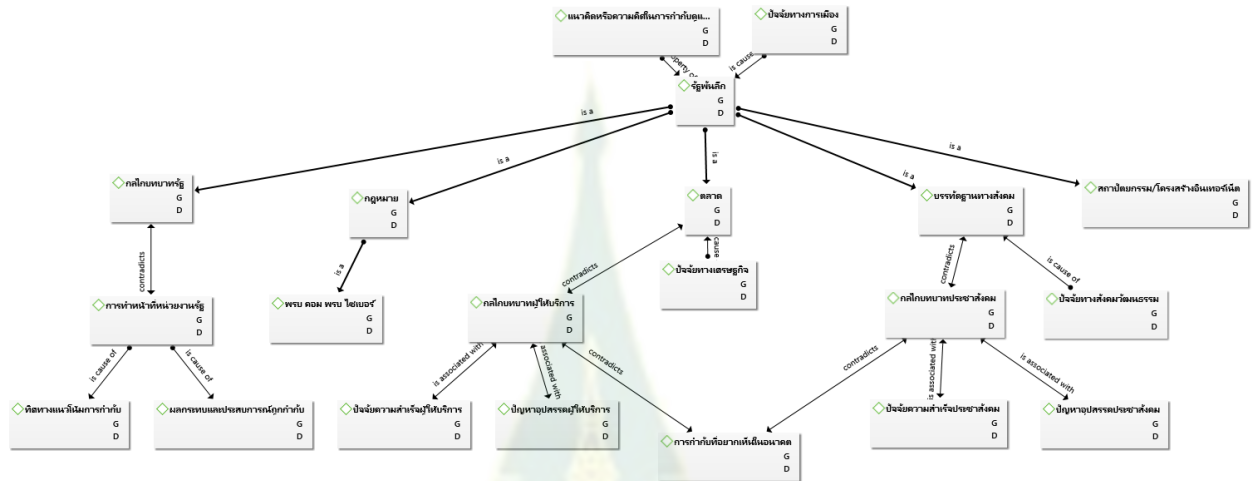 แนวคิดหรือความคิดในการกำกับดูแ...
G
D
ปัจจัยทางการเมือง
G
D
is cause
รัฐพันลึก
G
D
is a
is a
is a
is a
is a
กลไกบทบาทรัฐ
G
D
กฎหมาย
G
D
ตลาด
G
D
บรรทัดฐานทางสังคม
G
D
สถาปัตยกรรม/โครงสร้างอินเทอร์เน็ต
G
D
contradicts
is a
contradicts
cause
contradicts
is cause of
ปัจจัยทางเศรษฐกิจ
G
D
การทำหน้าที่หน่วยงานรัฐ
G
D
พรบ คอม พรบ ไซเบอร์
G
D
กลไกบทบาทผู้ให้บริการ
G
D
กลไกบทบาทประชาสังคม
G
D
ปัจจัยทางสังคมวัฒนธรรม
G
D
is cause of
is cause of
is associated with
associated with
contradicts
contradicts
is associated with
is associated with
ทิศทางแนวโน้มการกำกับ
G
D
ผลกระทบและประสบการณ์ถูกกำกับ
G
D
ปัจจัยความสำเร็จผู้ให้บริการ
G
D
ปัญหาอุปสรรคผู้ให้บริการ
G
D
การกำกับที่อยากเห็นในอนาคต
G
D
ปัจจัยความสำเร็จประชาสังคม
G
D
ปัญหาอุปสรรคประชาสังคม
G
D